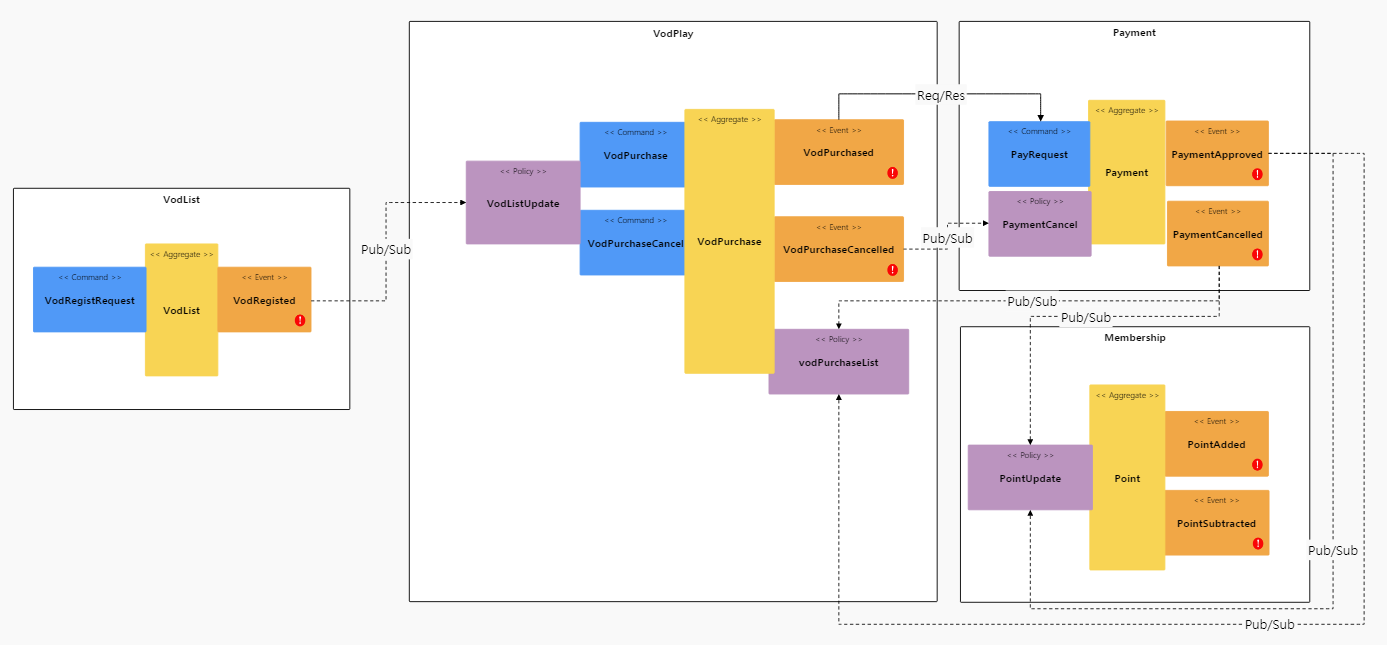 VodPlay
Payment
Req/Res
<< Aggregate >>
VodPurchase
<< Command >>
VodPurchase
<< Event >>
VodPurchased
!
<< Policy >>
VodListUpdate
<< Command >>
VodPurchaseCancel
<< Event >>
VodPurchaseCancelled
!
<< Policy >>
vodPurchaseList
<< Aggregate >>
Payment
<< Command >>
PayRequest
<< Event >>
PaymentApproved
!
<< Policy >>
PaymentCancel
<< Event >>
PaymentCancelled
!
VodList
<< Aggregate >>
VodList
<< Command >>
VodRegistRequest
<< Event >>
VodRegisted
!
Pub/Sub
Pub/Sub
Pub/Sub
Pub/Sub
Membership
<< Aggregate >>
Point
<< Event >>
PointAdded
!
<< Policy >>
PointUpdate
<< Event >>
PointSubtracted
!
Pub/Sub
Pub/Sub